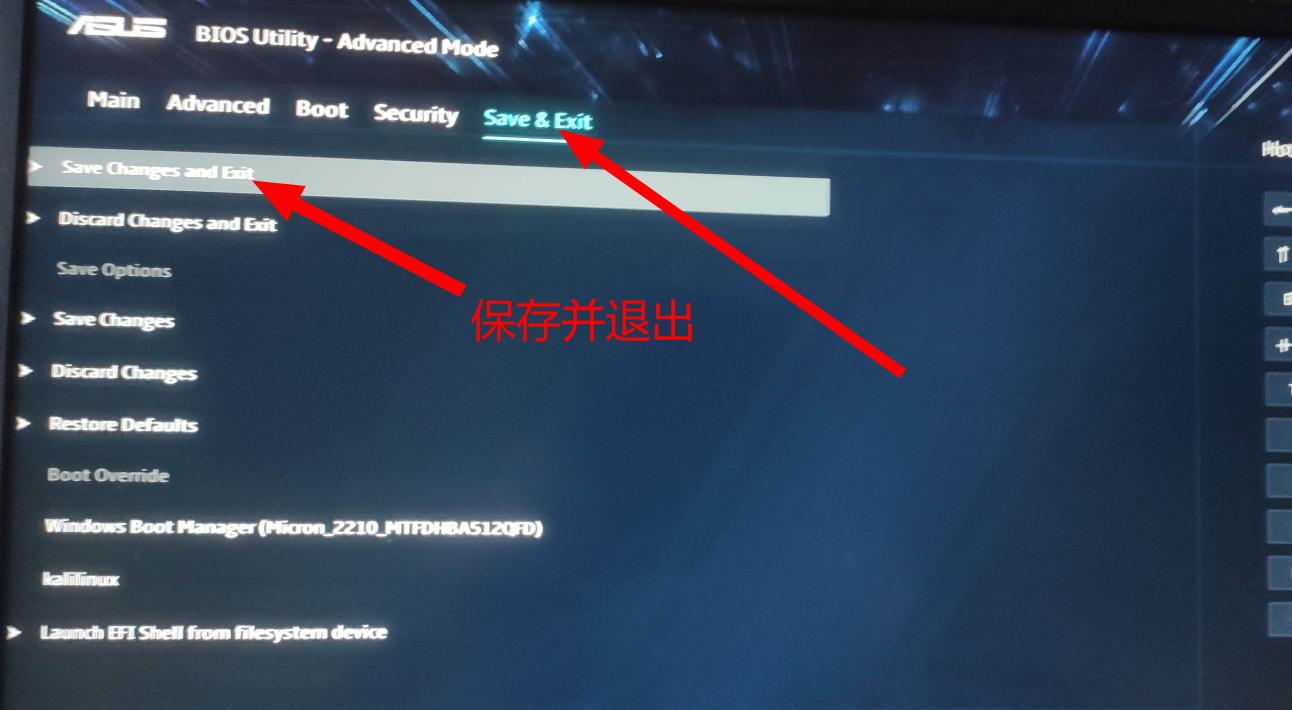 ASUS BIOS Utility - Advanced Mode
Main Advanced Boot Security Save & Exit
Save Changes and Exit
Discard Changes and Exit
Save Options
保存并退出
Save Changes
Discard Changes
Restore Defaults
Boot Override
Windows Boot Manager (Micron_2210_MTFDHBA512QFD)
kalilinux
Launch EFI Shell from filesystem device